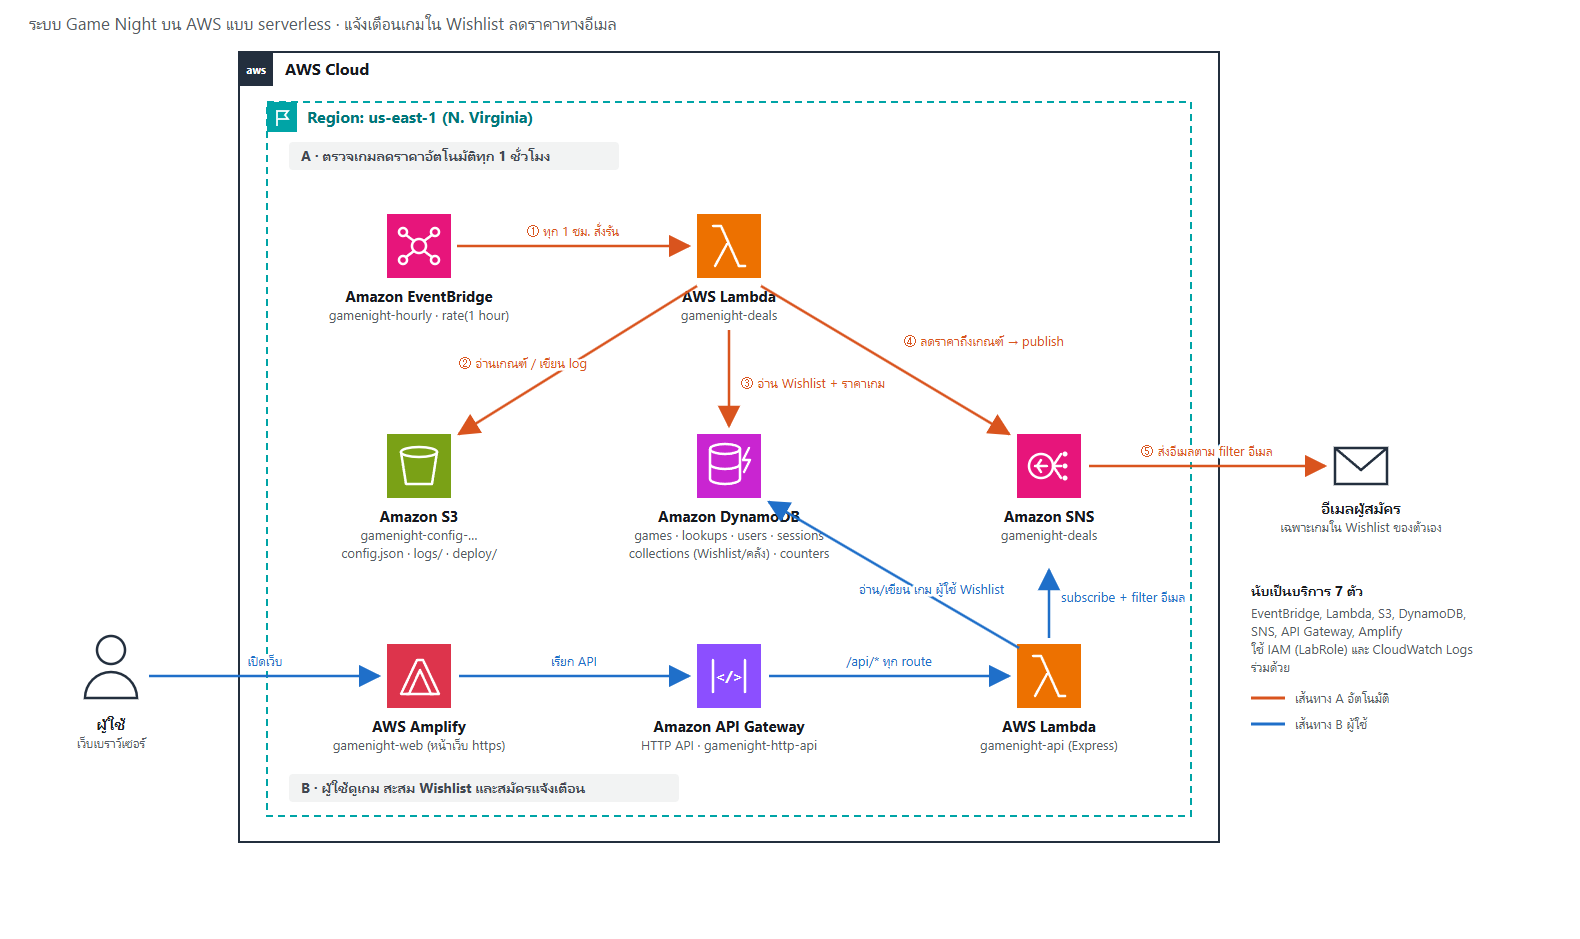 ระบบ Game Night บน AWS แบบ serverless · แจ้งเตือนเกมใน Wishlist ลดราคาทางอีเมล
aws
AWS Cloud
Region: us-east-1 (N. Virginia)
A · ตรวจเกมลดราคาอัตโนมัติทุก 1 ชั่วโมง
① ทุก 1 ชม. สั่งรัน
Amazon EventBridge
gamenight-hourly · rate(1 hour)
AWS Lambda
gamenight-deals
② อ่านเกณฑ์ / เขียน log
③ อ่าน Wishlist + ราคาเกม
④ ลดราคาถึงเกณฑ์ → publish
⑤ ส่งอีเมลตาม filter อีเมล
Amazon S3
gamenight-config-...
config.json · logs/ · deploy/
Amazon DynamoDB
games · lookups · users · sessions
collections (Wishlist/คลัง) · counters
Amazon SNS
gamenight-deals
อีเมลผู้สมัคร
เฉพาะเกมใน Wishlist ของตัวเอง
อ่าน/เขียน เกม ผู้ใช้ Wishlist
subscribe + filter อีเมล
นับเป็นบริการ 7 ตัว
EventBridge, Lambda, S3, DynamoDB,
SNS, API Gateway, Amplify
ใช้ IAM (LabRole) และ CloudWatch Logs
ร่วมด้วย
เส้นทาง A อัตโนมัติ
เส้นทาง B ผู้ใช้
ผู้ใช้
เว็บเบราว์เซอร์
เปิดเว็บ
AWS Amplify
gamenight-web (หน้าเว็บ https)
เรียก API
</>
Amazon API Gateway
HTTP API · gamenight-http-api
/api/* ทุก route
AWS Lambda
gamenight-api (Express)
B · ผู้ใช้ดูเกม สะสม Wishlist และสมัครแจ้งเตือน